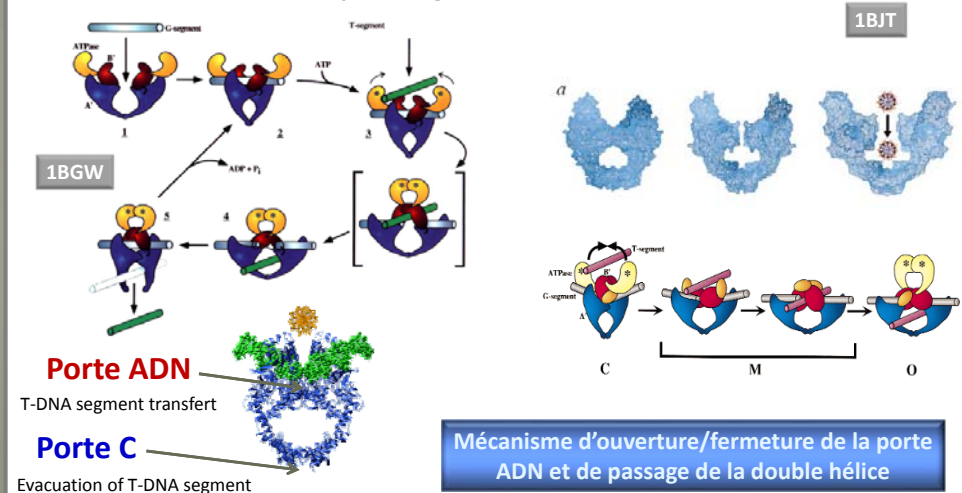 G-segment
ATPase
B'
A'
1
2
ATP
T-segment
3
1BGW
ADP + Pi
5
4
Porte ADN
T-DNA segment transfert
Porte C
Evacuation of T-DNA segment
1BJT
a
T-segment
ATPase
B'
G-segment
A'
C
M
O
Mécanisme d'ouverture/fermeture de la porte
ADN et de passage de la double hélice